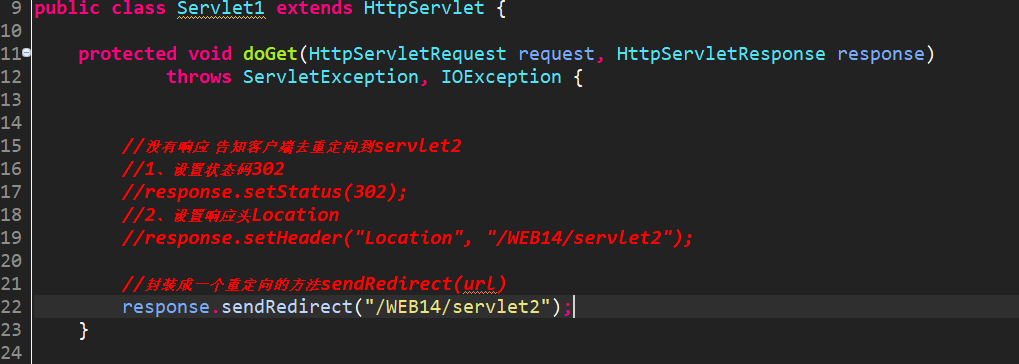 9 public class Servlet1 extends HttpServlet {
10
11 protected void doGet(HttpServletRequest request, HttpServletResponse response)
12 throws ServletException, IOException {
13
14
15 //没有响应 告知客户端去重定向到servlet2
16 //1、设置状态码302
17 //response.setStatus(302);
18 //2、设置响应头Location
19 //response.setHeader("Location", "/WEB14/servlet2");
20
21 //封装成一个重定向的方法sendRedirect(url)
22 response.sendRedirect("/WEB14/servlet2");
23 }
24